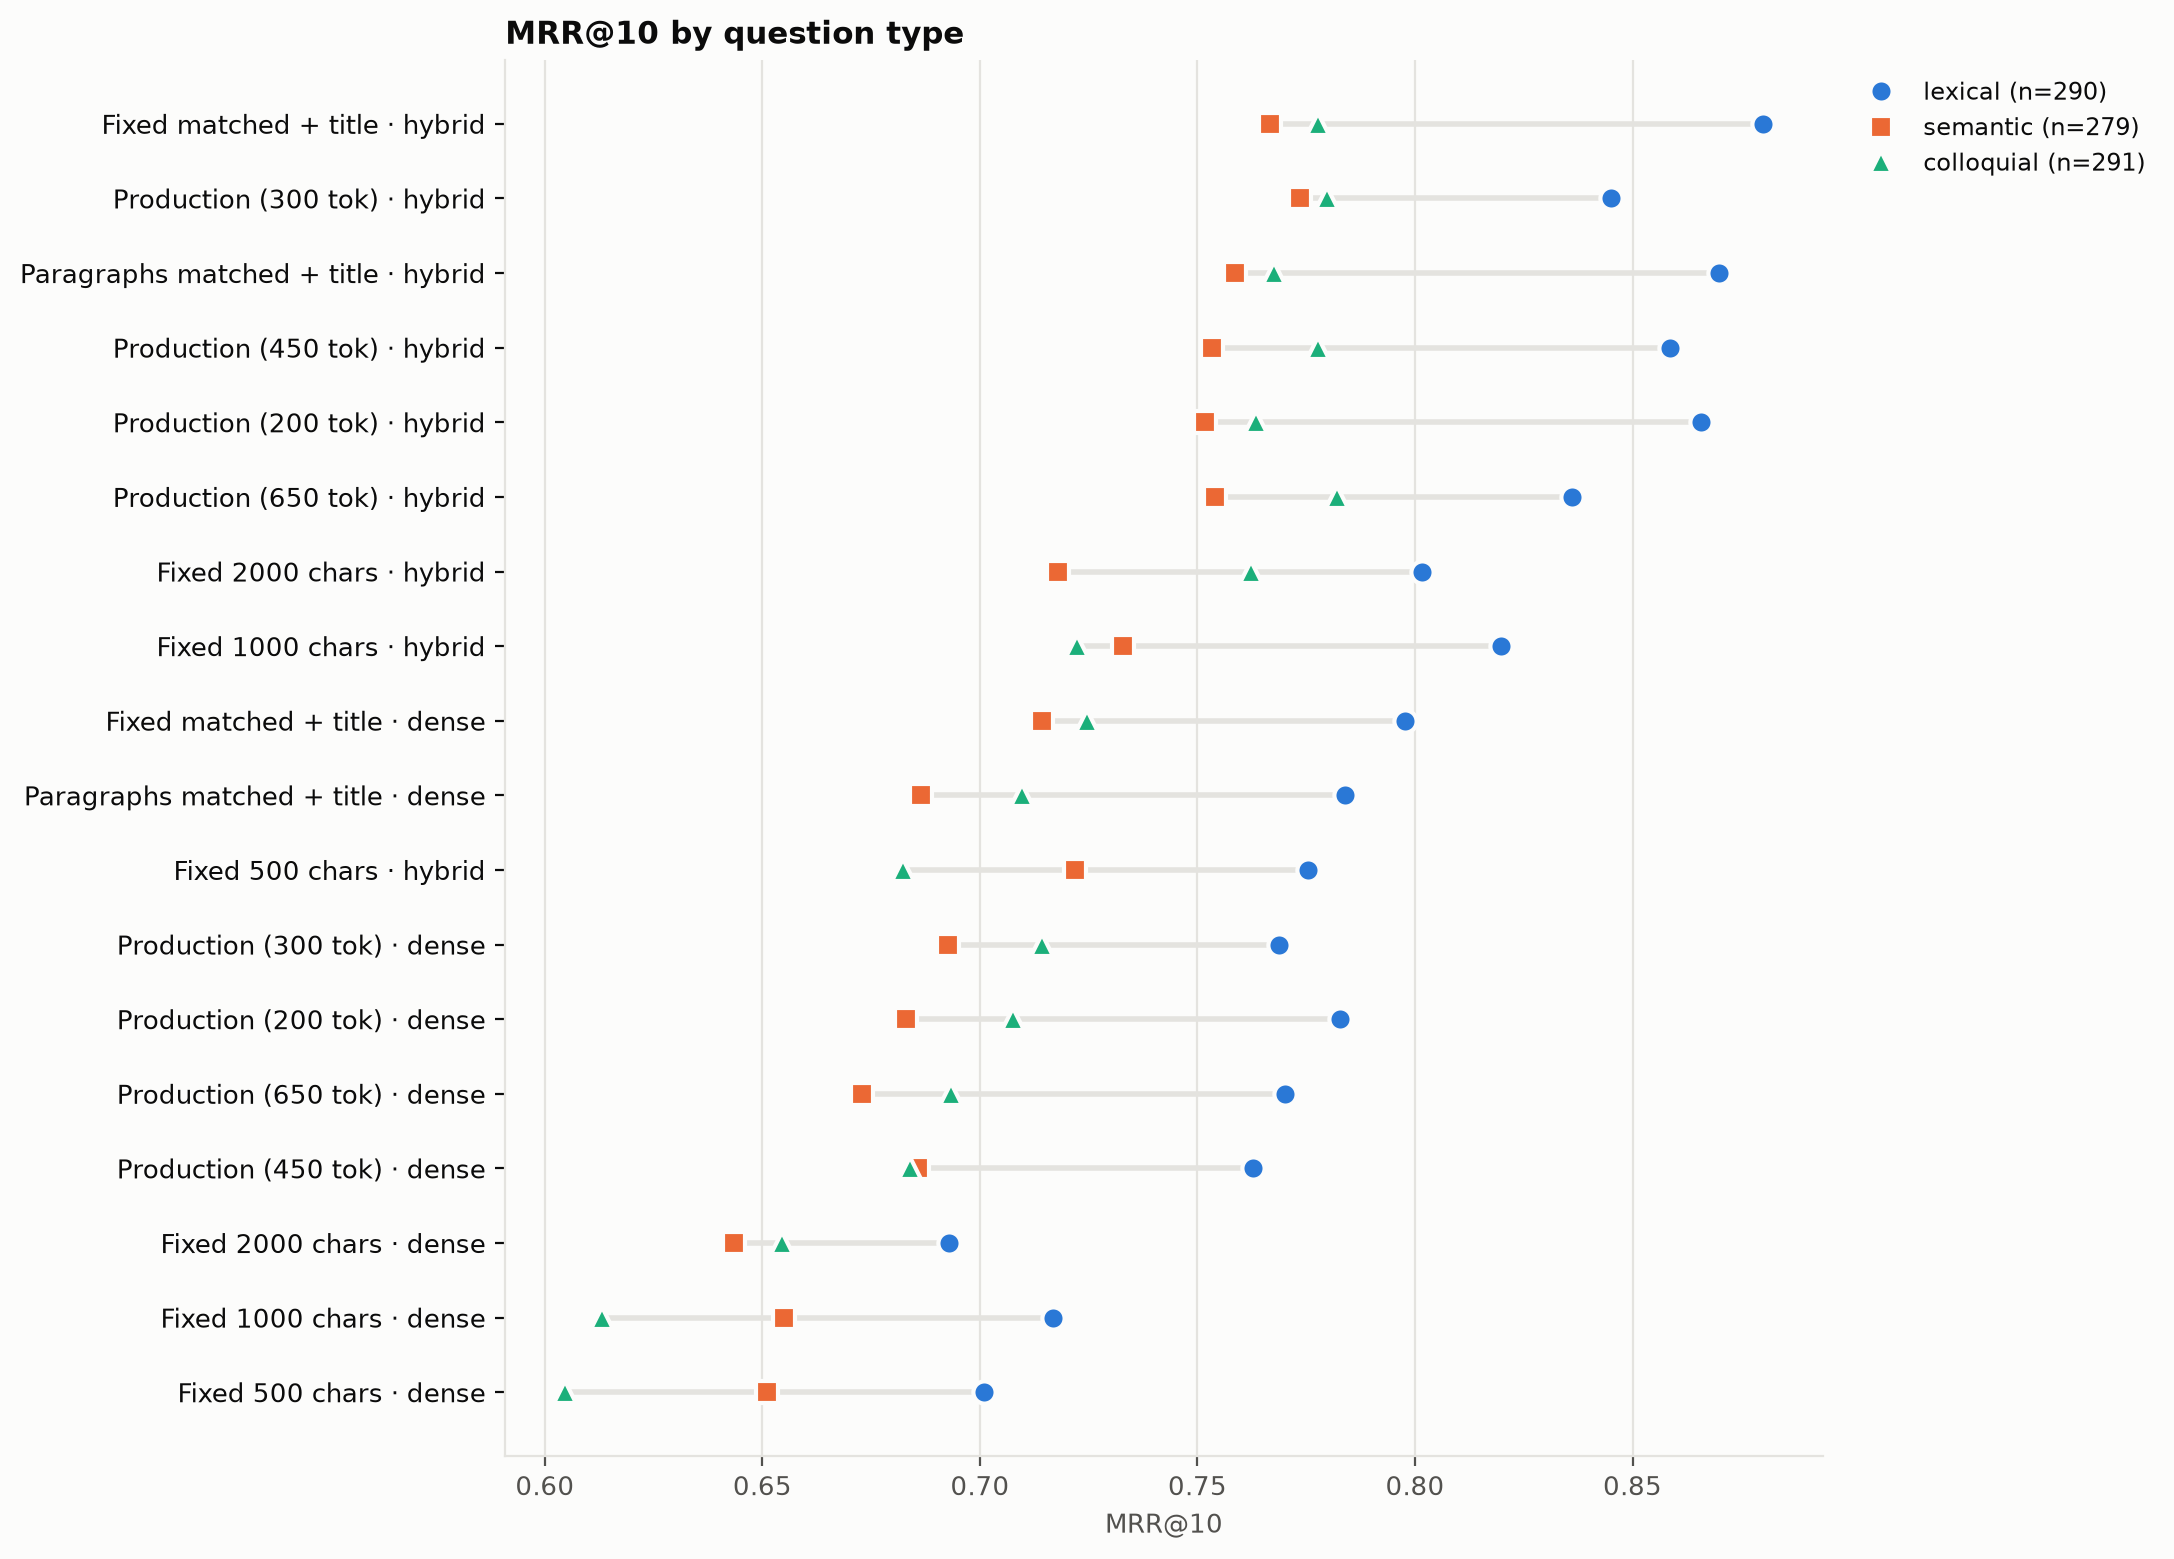 MRR@10 by question type
lexical (n=290)
semantic (n=279)
colloquial (n=291)
Fixed matched + title · hybrid
Production (300 tok) · hybrid
Paragraphs matched + title · hybrid
Production (450 tok) · hybrid
Production (200 tok) · hybrid
Production (650 tok) · hybrid
Fixed 2000 chars · hybrid
Fixed 1000 chars · hybrid
Fixed matched + title · dense
Paragraphs matched + title · dense
Fixed 500 chars · hybrid
Production (300 tok) · dense
Production (200 tok) · dense
Production (650 tok) · dense
Production (450 tok) · dense
Fixed 2000 chars · dense
Fixed 1000 chars · dense
Fixed 500 chars · dense
0.60 0.65 0.70 0.75 0.80 0.85
MRR@10